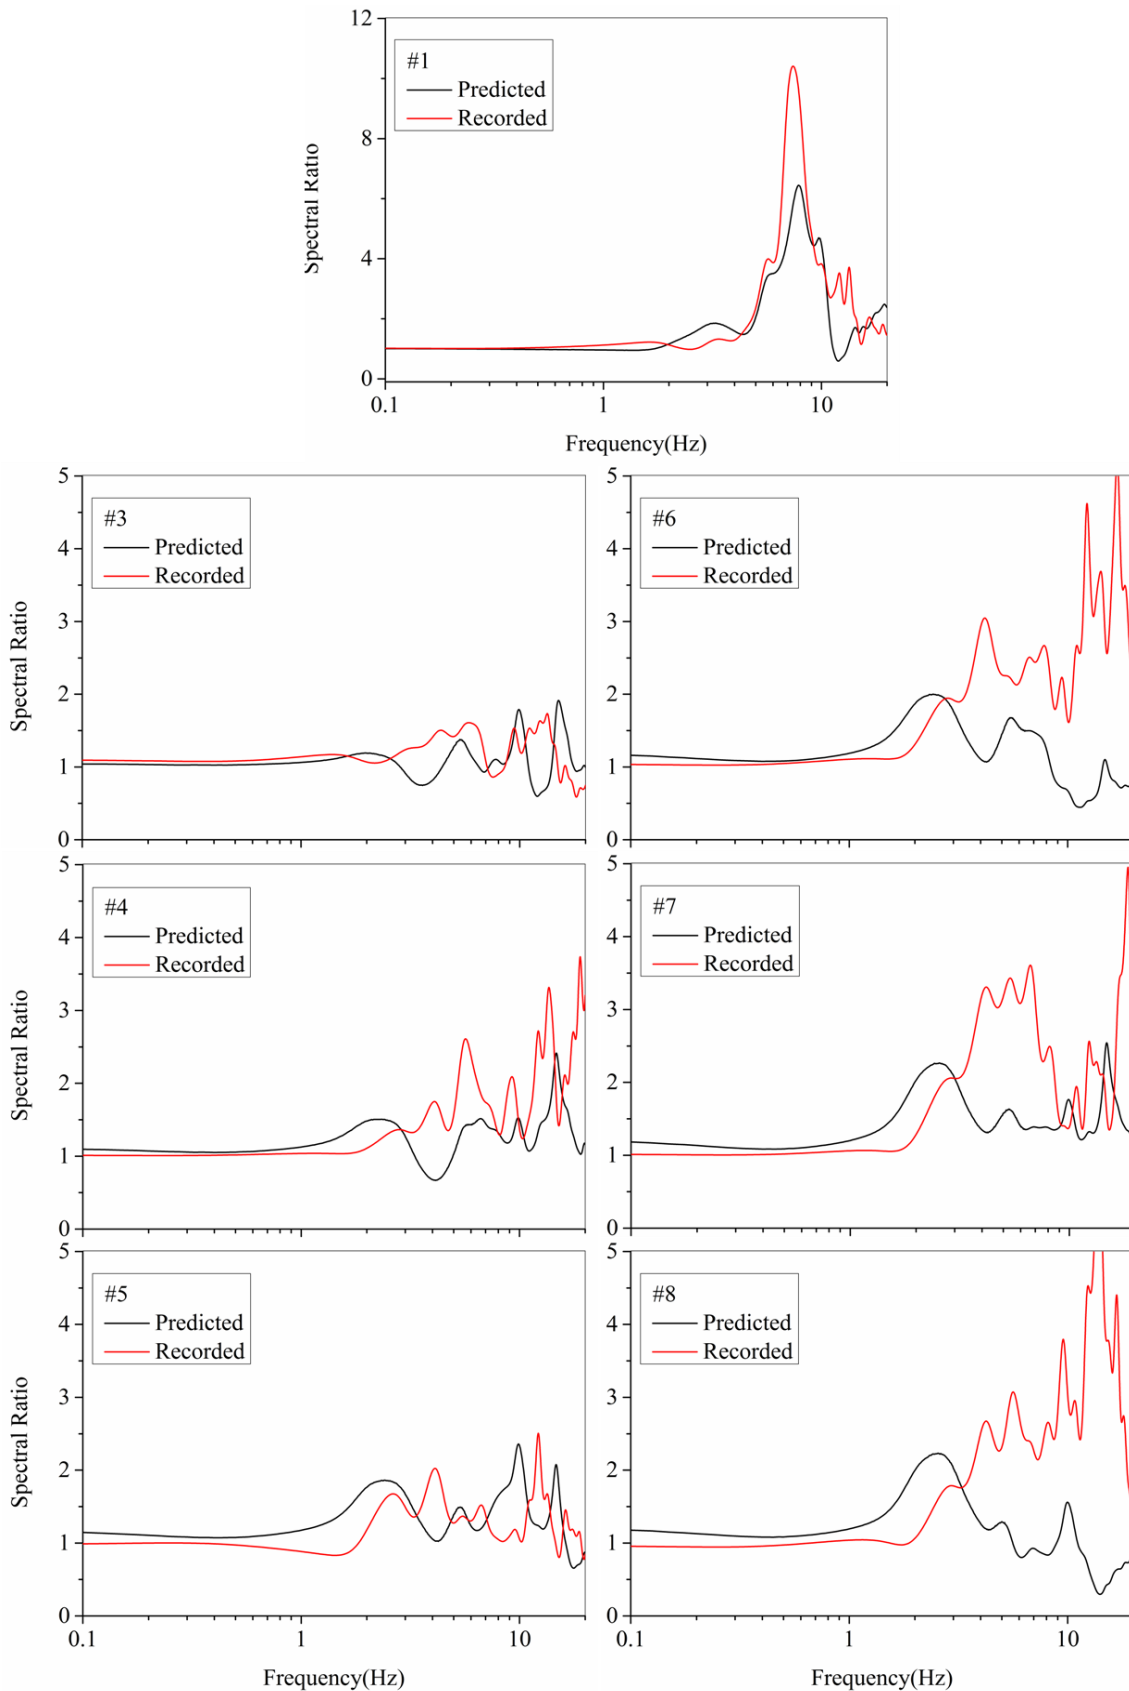 12
#1
Predicted
Recorded
8
Spectral Ratio
4
0
0.1 1 10
Frequency(Hz)
5 5
#3 #6
Predicted Predicted
Recorded Recorded
4 4
3 3
Spectral Ratio
2 2
1 1
0 0
5 5
#4 #7
Predicted Predicted
Recorded Recorded
4 4
3 3
Spectral Ratio
2 2
1 1
0 0
5 5
#5 #8
Predicted Predicted
Recorded Recorded
4 4
3 3
Spectral Ratio
2 2
1 1
0 0
0.1 1 10 0.1 1 10
Frequency(Hz) Frequency(Hz)